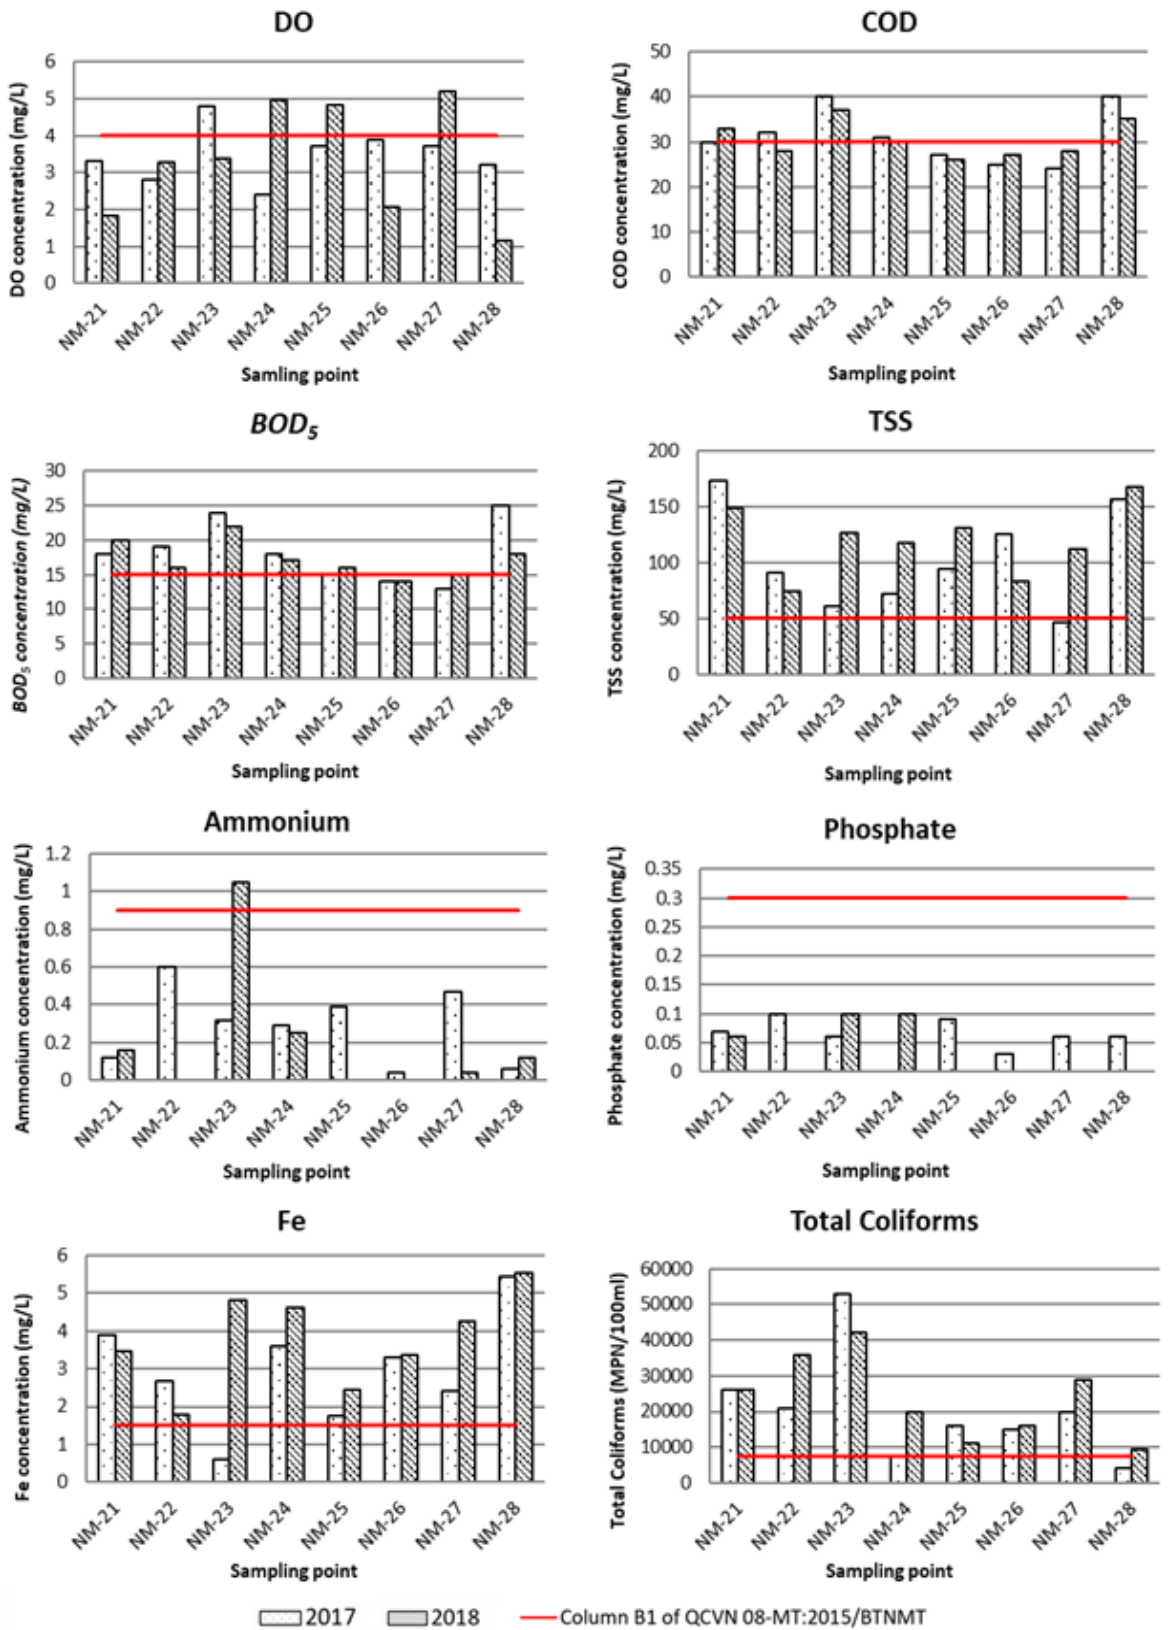 DO
DO concentration (mg/L)
6
5
4
3
2
1
0
NM-21 NM-22 NM-23 NM-24 NM-25 NM-26 NM-27 NM-28
Samling point
COD
COD concentration (mg/L)
50
40
30
20
10
0
NM-21 NM-22 NM-23 NM-24 NM-25 NM-26 NM-27 NM-28
Sampling point
BOD5
BOD5 concentration (mg/L)
30
25
20
15
10
5
0
NM-21 NM-22 NM-23 NM-24 NM-25 NM-26 NM-27 NM-28
Sampling point
TSS
TSS concentration (mg/L)
200
150
100
50
0
NM-21 NM-22 NM-23 NM-24 NM-25 NM-26 NM-27 NM-28
Sampling point
Ammonium
Ammonium concentration (mg/L)
1.2
1
0.8
0.6
0.4
0.2
0
NM-21 NM-22 NM-23 NM-24 NM-25 NM-26 NM-27 NM-28
Sampling point
Phosphate
Phosphate concentration (mg/L)
0.35
0.3
0.25
0.2
0.15
0.1
0.05
0
NM-21 NM-22 NM-23 NM-24 NM-25 NM-26 NM-27 NM-28
Sampling point
Fe
Fe concentration (mg/L)
6
5
4
3
2
1
0
NM-21 NM-22 NM-23 NM-24 NM-25 NM-26 NM-27 NM-28
Sampling point
Total Coliforms
Total Coliforms (MPN/100ml)
60000
50000
40000
30000
20000
10000
0
NM-21 NM-22 NM-23 NM-24 NM-25 NM-26 NM-27 NM-28
Sampling point
2017 2018 Column B1 of QCVN 08-MT:2015/BTNMT